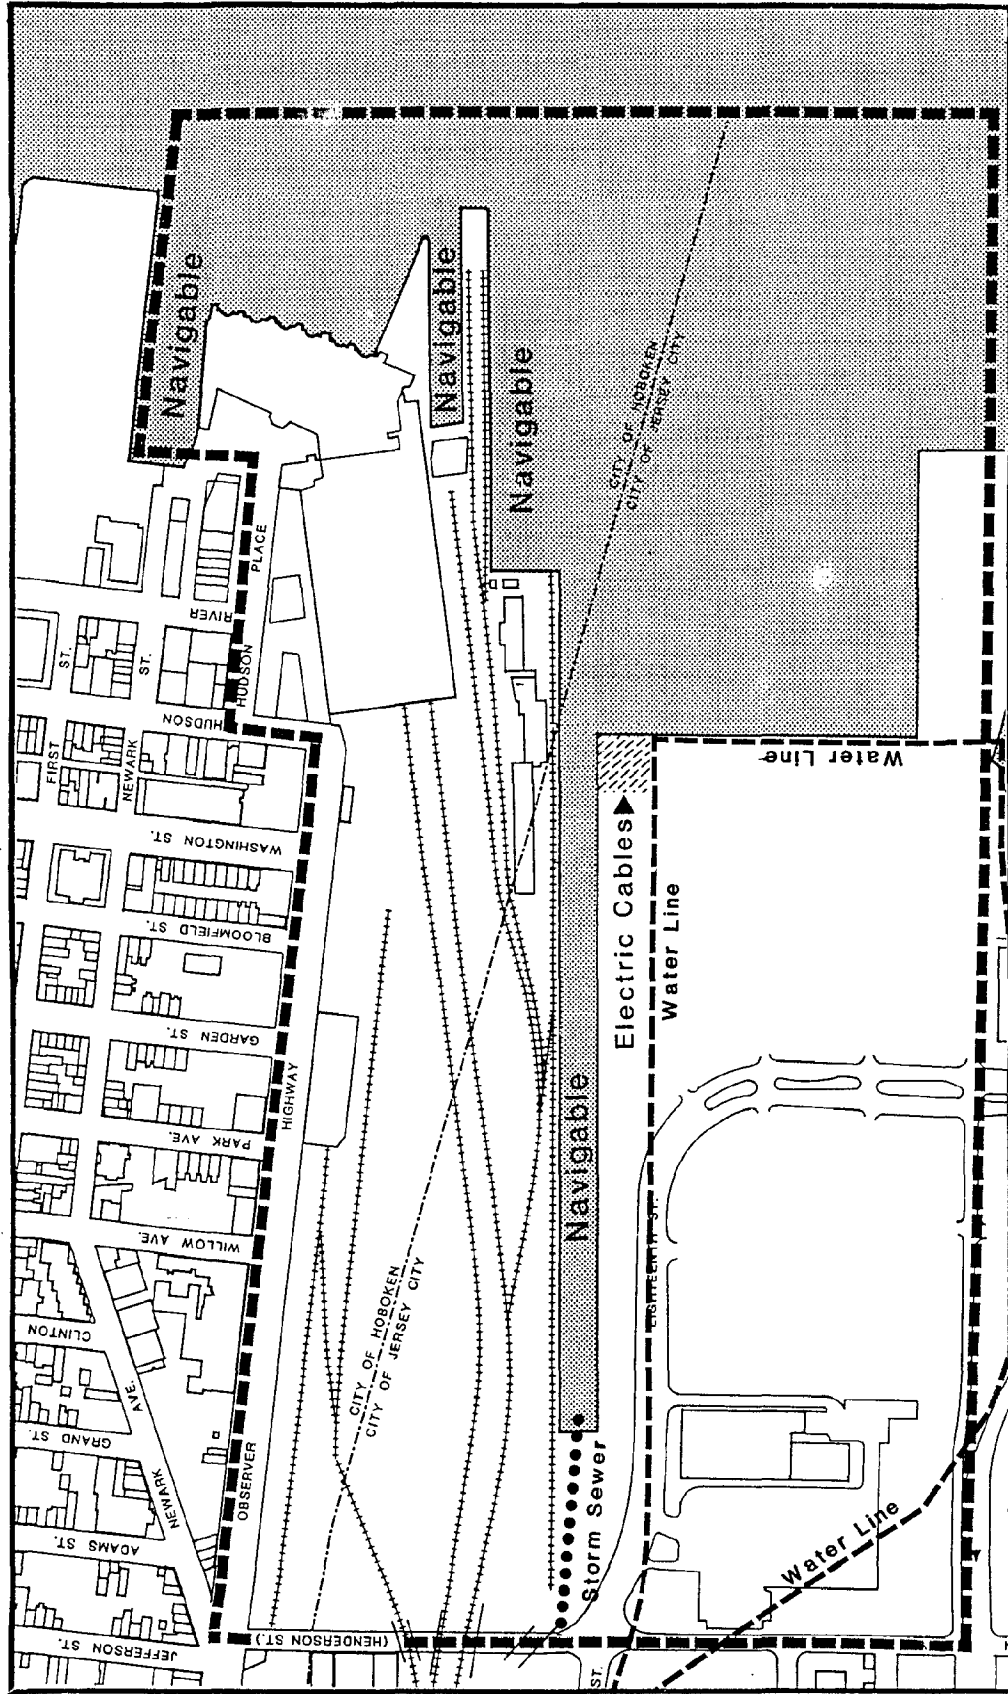 Navigable
Navigable
Navigable
Navigable
CITY OF HOBOKEN
CITY OF JERSEY CITY
CITY OF HOBOKEN
CITY OF JERSEY CITY
Electric Cables
Water Line
Water Line
Water Line
Storm Sewer
EIGHTEENTH ST.
ST.
(HENDERSON ST.)
OBSERVER
HIGHWAY
HUDSON
PLACE
RIVER
ST.
ST.
HUDSON
FIRST
NEWARK
WASHINGTON ST.
BLOOMFIELD ST.
GARDEN ST.
PARK AVE.
WILLOW AVE.
CLINTON
AVE.
GRAND ST.
NEWARK
ADAMS ST.
JEFFERSON ST.